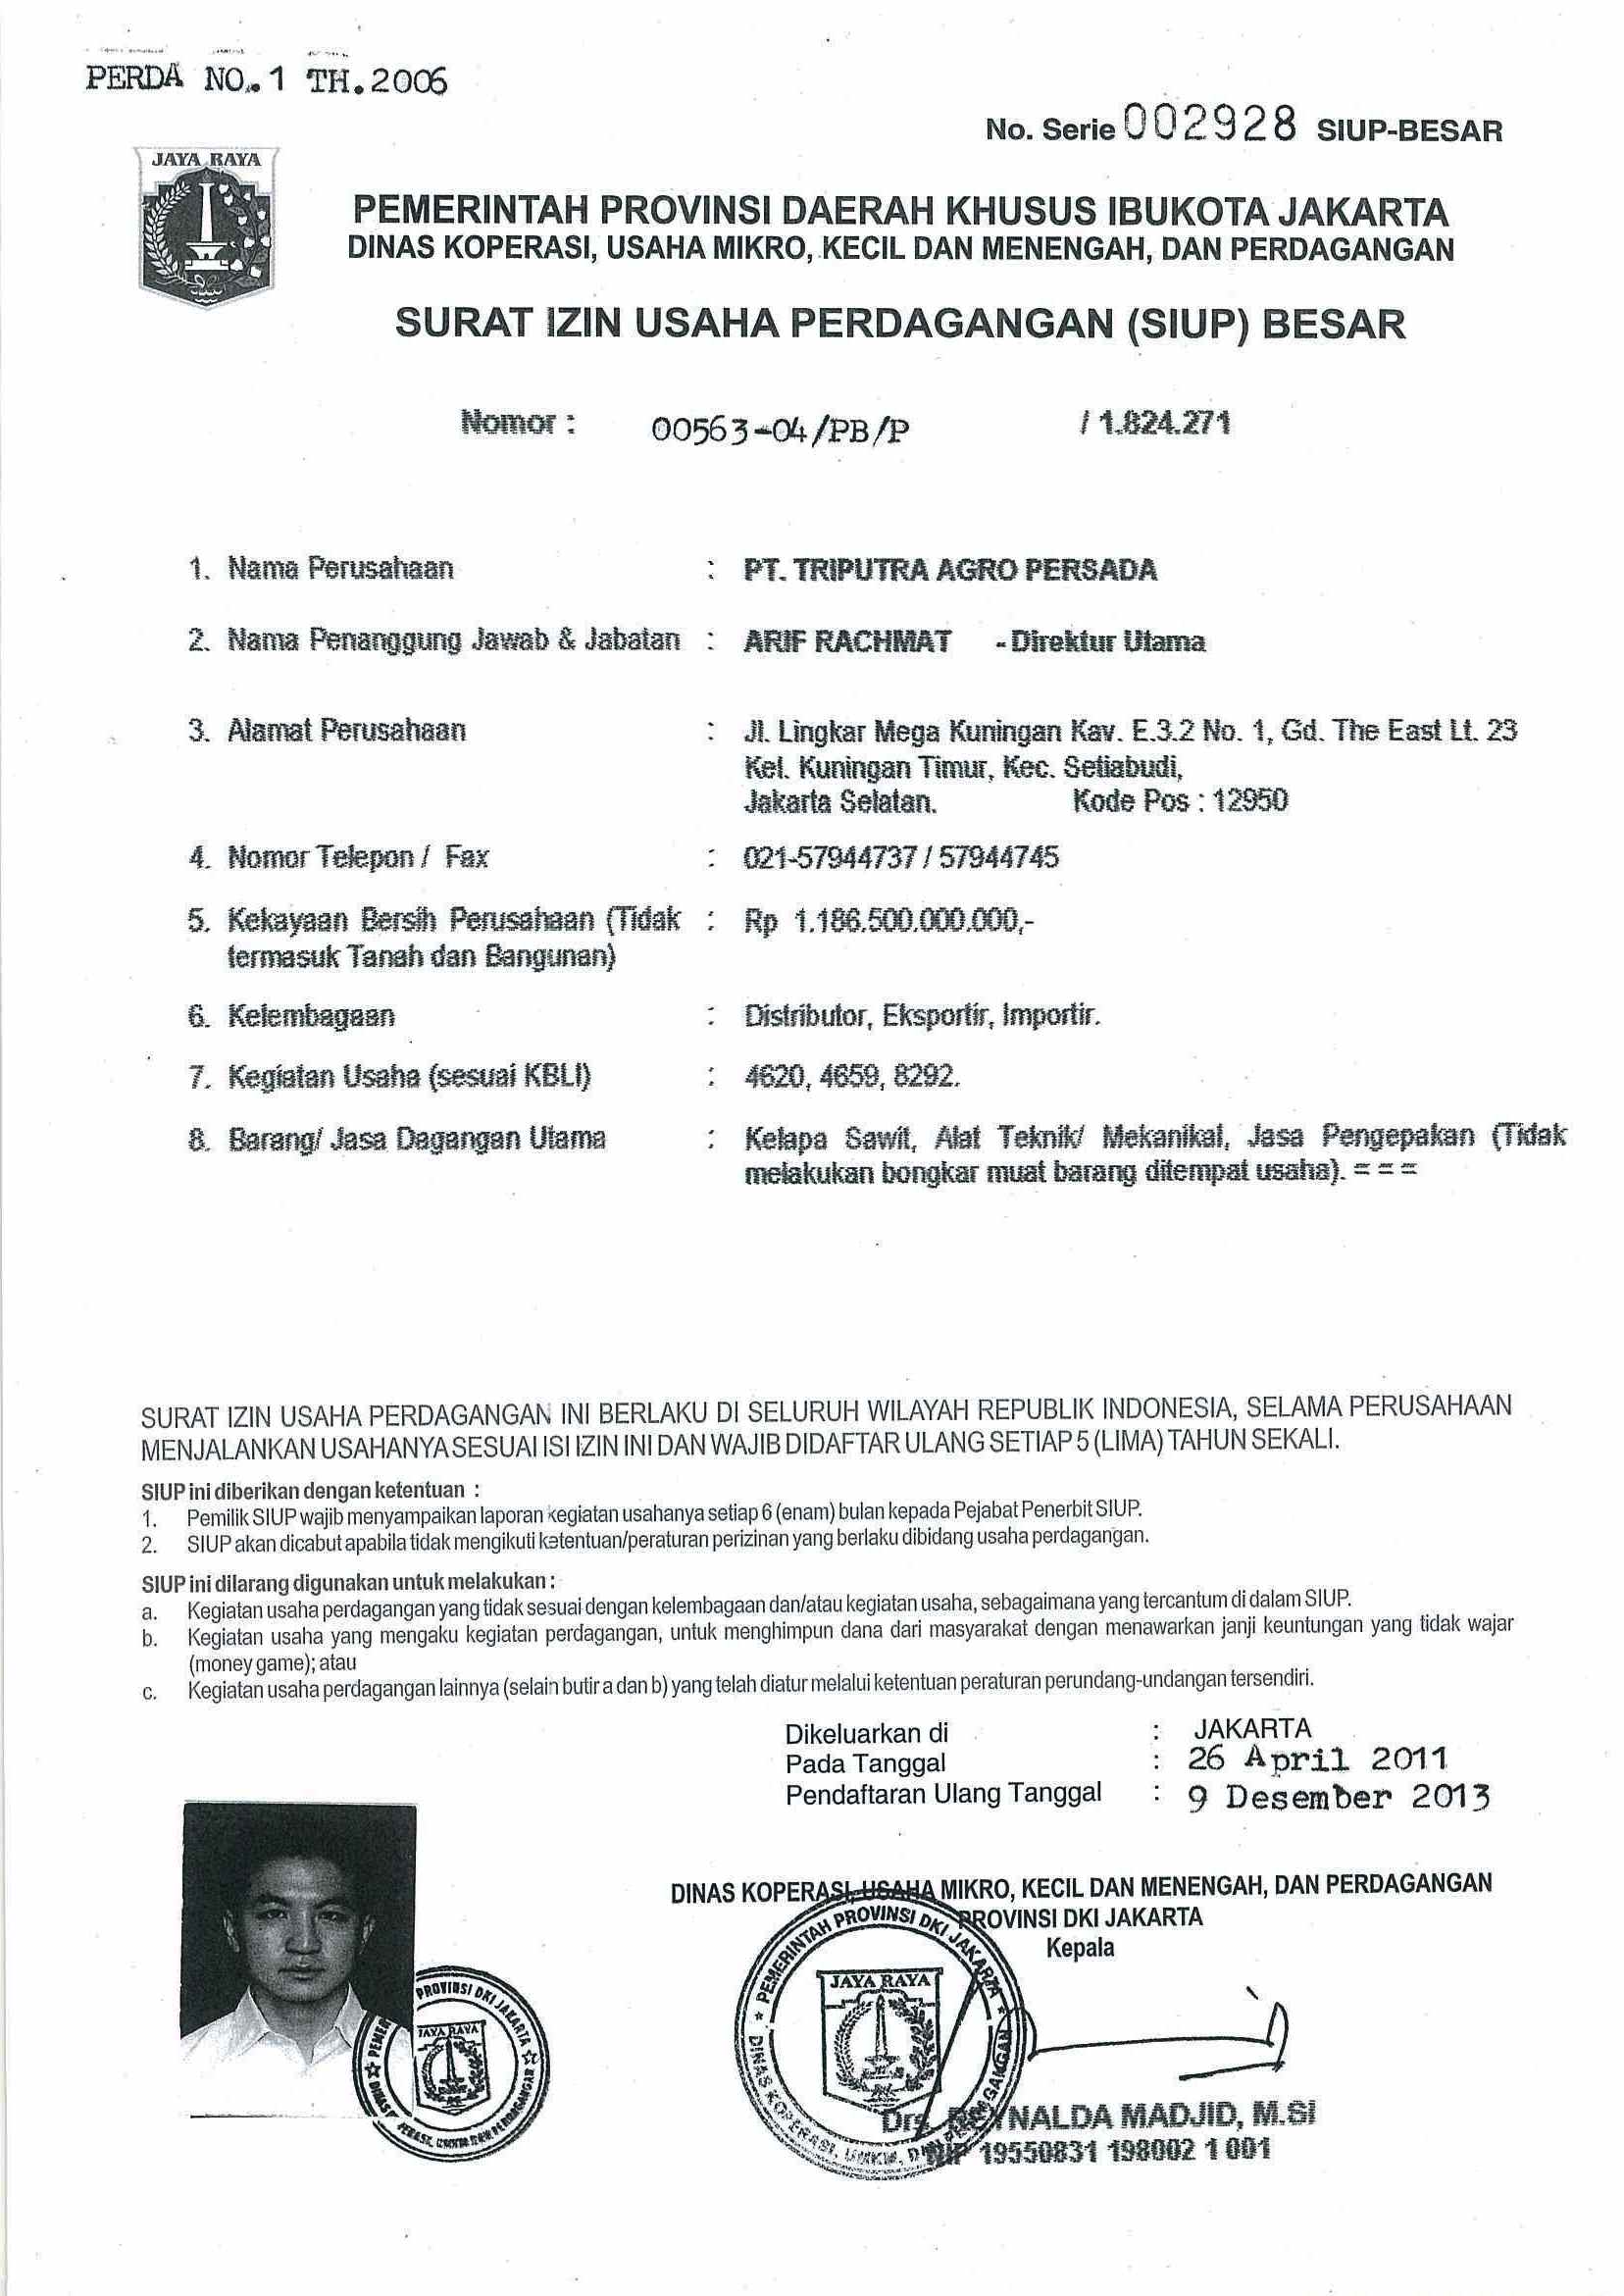 PERDA NO. 1 TH. 2006
No. Serie 002928 SIUP-BESAR
JAYA RAYA
PEMERINTAH PROVINSI DAERAH KHUSUS IBUKOTA JAKARTA
DINAS KOPERASI, USAHA MIKRO, KECIL DAN MENENGAH, DAN PERDAGANGAN
SURAT IZIN USAHA PERDAGANGAN (SIUP) BESAR
Nomor : 00563-04/PB/P / 1.824.271
1. Nama Perusahaan : PT. TRIPUTRA AGRO PERSADA
2. Nama Penanggung Jawab & Jabatan : ARIF RACHMAT - Direktur Utama
3. Alamat Perusahaan : Jl. Lingkar Mega Kuningan Kav. E.3.2 No. 1, Gd. The East Lt. 23
Kel. Kuningan Timur, Kec. Setiabudi,
Jakarta Selatan. Kode Pos : 12950
4. Nomor Telepon / Fax : 021-57944737 / 57944745
5. Kekayaan Bersih Perusahaan (Tidak : Rp 1.186.500.000.000,-
termasuk Tanah dan Bangunan)
6. Kelembagaan : Distributor, Eksportir, Importir.
7. Kegiatan Usaha (sesuai KBLI) : 4620, 4659, 8292.
8. Barang/ Jasa Dagangan Utama : Kelapa Sawit, Alat Teknik/ Mekanikal, Jasa Pengepakan (Tidak
melakukan bongkar muat barang ditempat usaha). = = =
SURAT IZIN USAHA PERDAGANGAN INI BERLAKU DI SELURUH WILAYAH REPUBLIK INDONESIA, SELAMA PERUSAHAAN
MENJALANKAN USAHANYA SESUAI ISI IZIN INI DAN WAJIB DIDAFTAR ULANG SETIAP 5 (LIMA) TAHUN SEKALI.
SIUP ini diberikan dengan ketentuan :
1. Pemilik SIUP wajib menyampaikan laporan kegiatan usahanya setiap 6 (enam) bulan kepada Pejabat Penerbit SIUP.
2. SIUP akan dicabut apabila tidak mengikuti ketentuan/peraturan perizinan yang berlaku dibidang usaha perdagangan.
SIUP ini dilarang digunakan untuk melakukan :
a. Kegiatan usaha perdagangan yang tidak sesuai dengan kelembagaan dan/atau kegiatan usaha, sebagaimana yang tercantum di dalam SIUP.
b. Kegiatan usaha yang mengaku kegiatan perdagangan, untuk menghimpun dana dari masyarakat dengan menawarkan janji keuntungan yang tidak wajar
(money game); atau
c. Kegiatan usaha perdagangan lainnya (selain butir a dan b) yang telah diatur melalui ketentuan peraturan perundang-undangan tersendiri.
Dikeluarkan di : JAKARTA
Pada Tanggal : 26 April 2011
Pendaftaran Ulang Tanggal : 9 Desember 2013
DINAS KOPERASI, USAHA MIKRO, KECIL DAN MENENGAH, DAN PERDAGANGAN
PROVINSI DKI JAKARTA
Kepala
PEMERINTAH PROVINSI DKI JAKARTA
JAYA RAYA
DINAS KOPERASI, UMKM, PERDAGANGAN
PROVINSI DKI JAKARTA
JAYA RAYA
UMKM PERDAGANGAN
Drs. NALDA MADJID, M.Si
NIP 19550831 198002 1 001